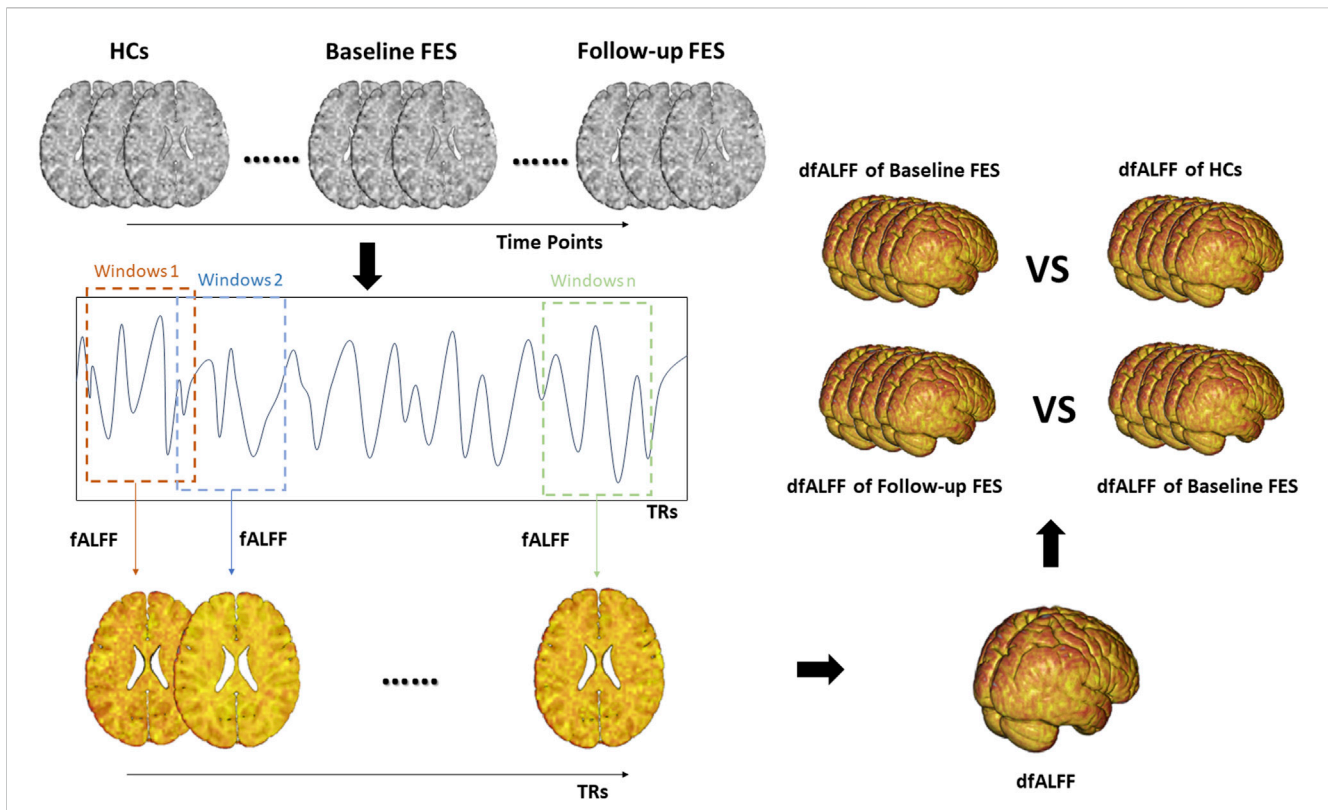 HCs
Baseline FES
Follow-up FES
Time Points
Windows 1
Windows 2
Windows n
TRs
fALFF
fALFF
fALFF
TRs
dfALFF of Baseline FES
dfALFF of HCs
VS
VS
dfALFF of Follow-up FES
dfALFF of Baseline FES
dfALFF